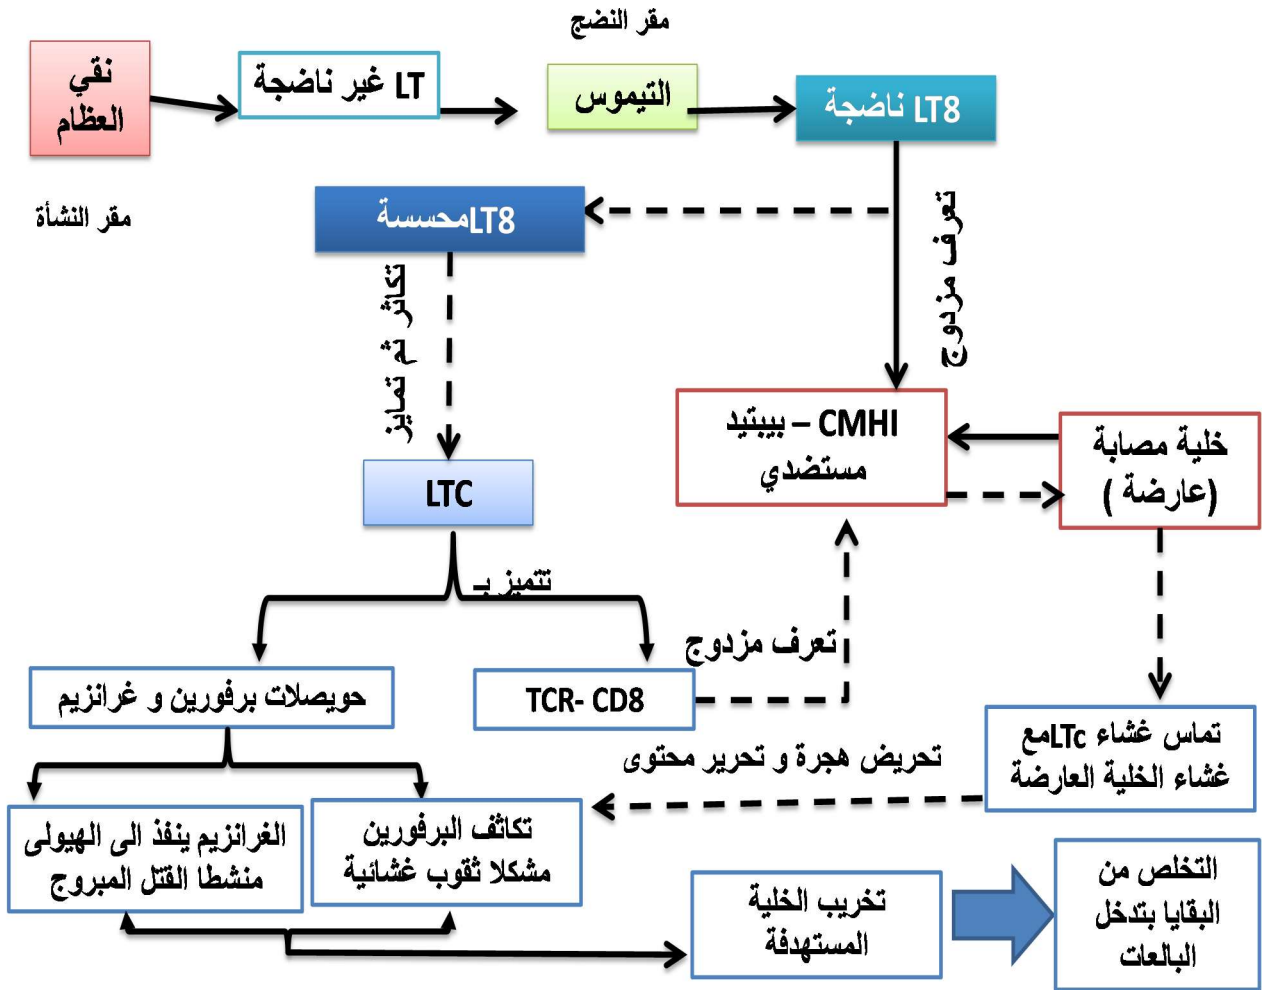 مقر النضج
نقي
العظام
LT غير ناضجة
التيموس
LT8 ناضجة
مقر النشأة
LT8محسسة
تعرف مزدوج
تكاثر ثم تمايز
CMHI – بيبتيد
مستضدي
خلية مصابة
(عارضة )
LTC
تتميز بـ
تعرف مزدوج
حويصلات برفورين و غرانزيم
TCR- CD8
تماس غشاء LTcمع
غشاء الخلية العارضة
تحريض هجرة و تحرير محتوى
الغرانزيم ينفذ الى الهيولى
منشطا القتل المبروج
تكاثف البرفورين
مشكلا ثقوب غشائية
تخريب الخلية
المستهدفة
التخلص من
البقايا بتدخل
البالعات